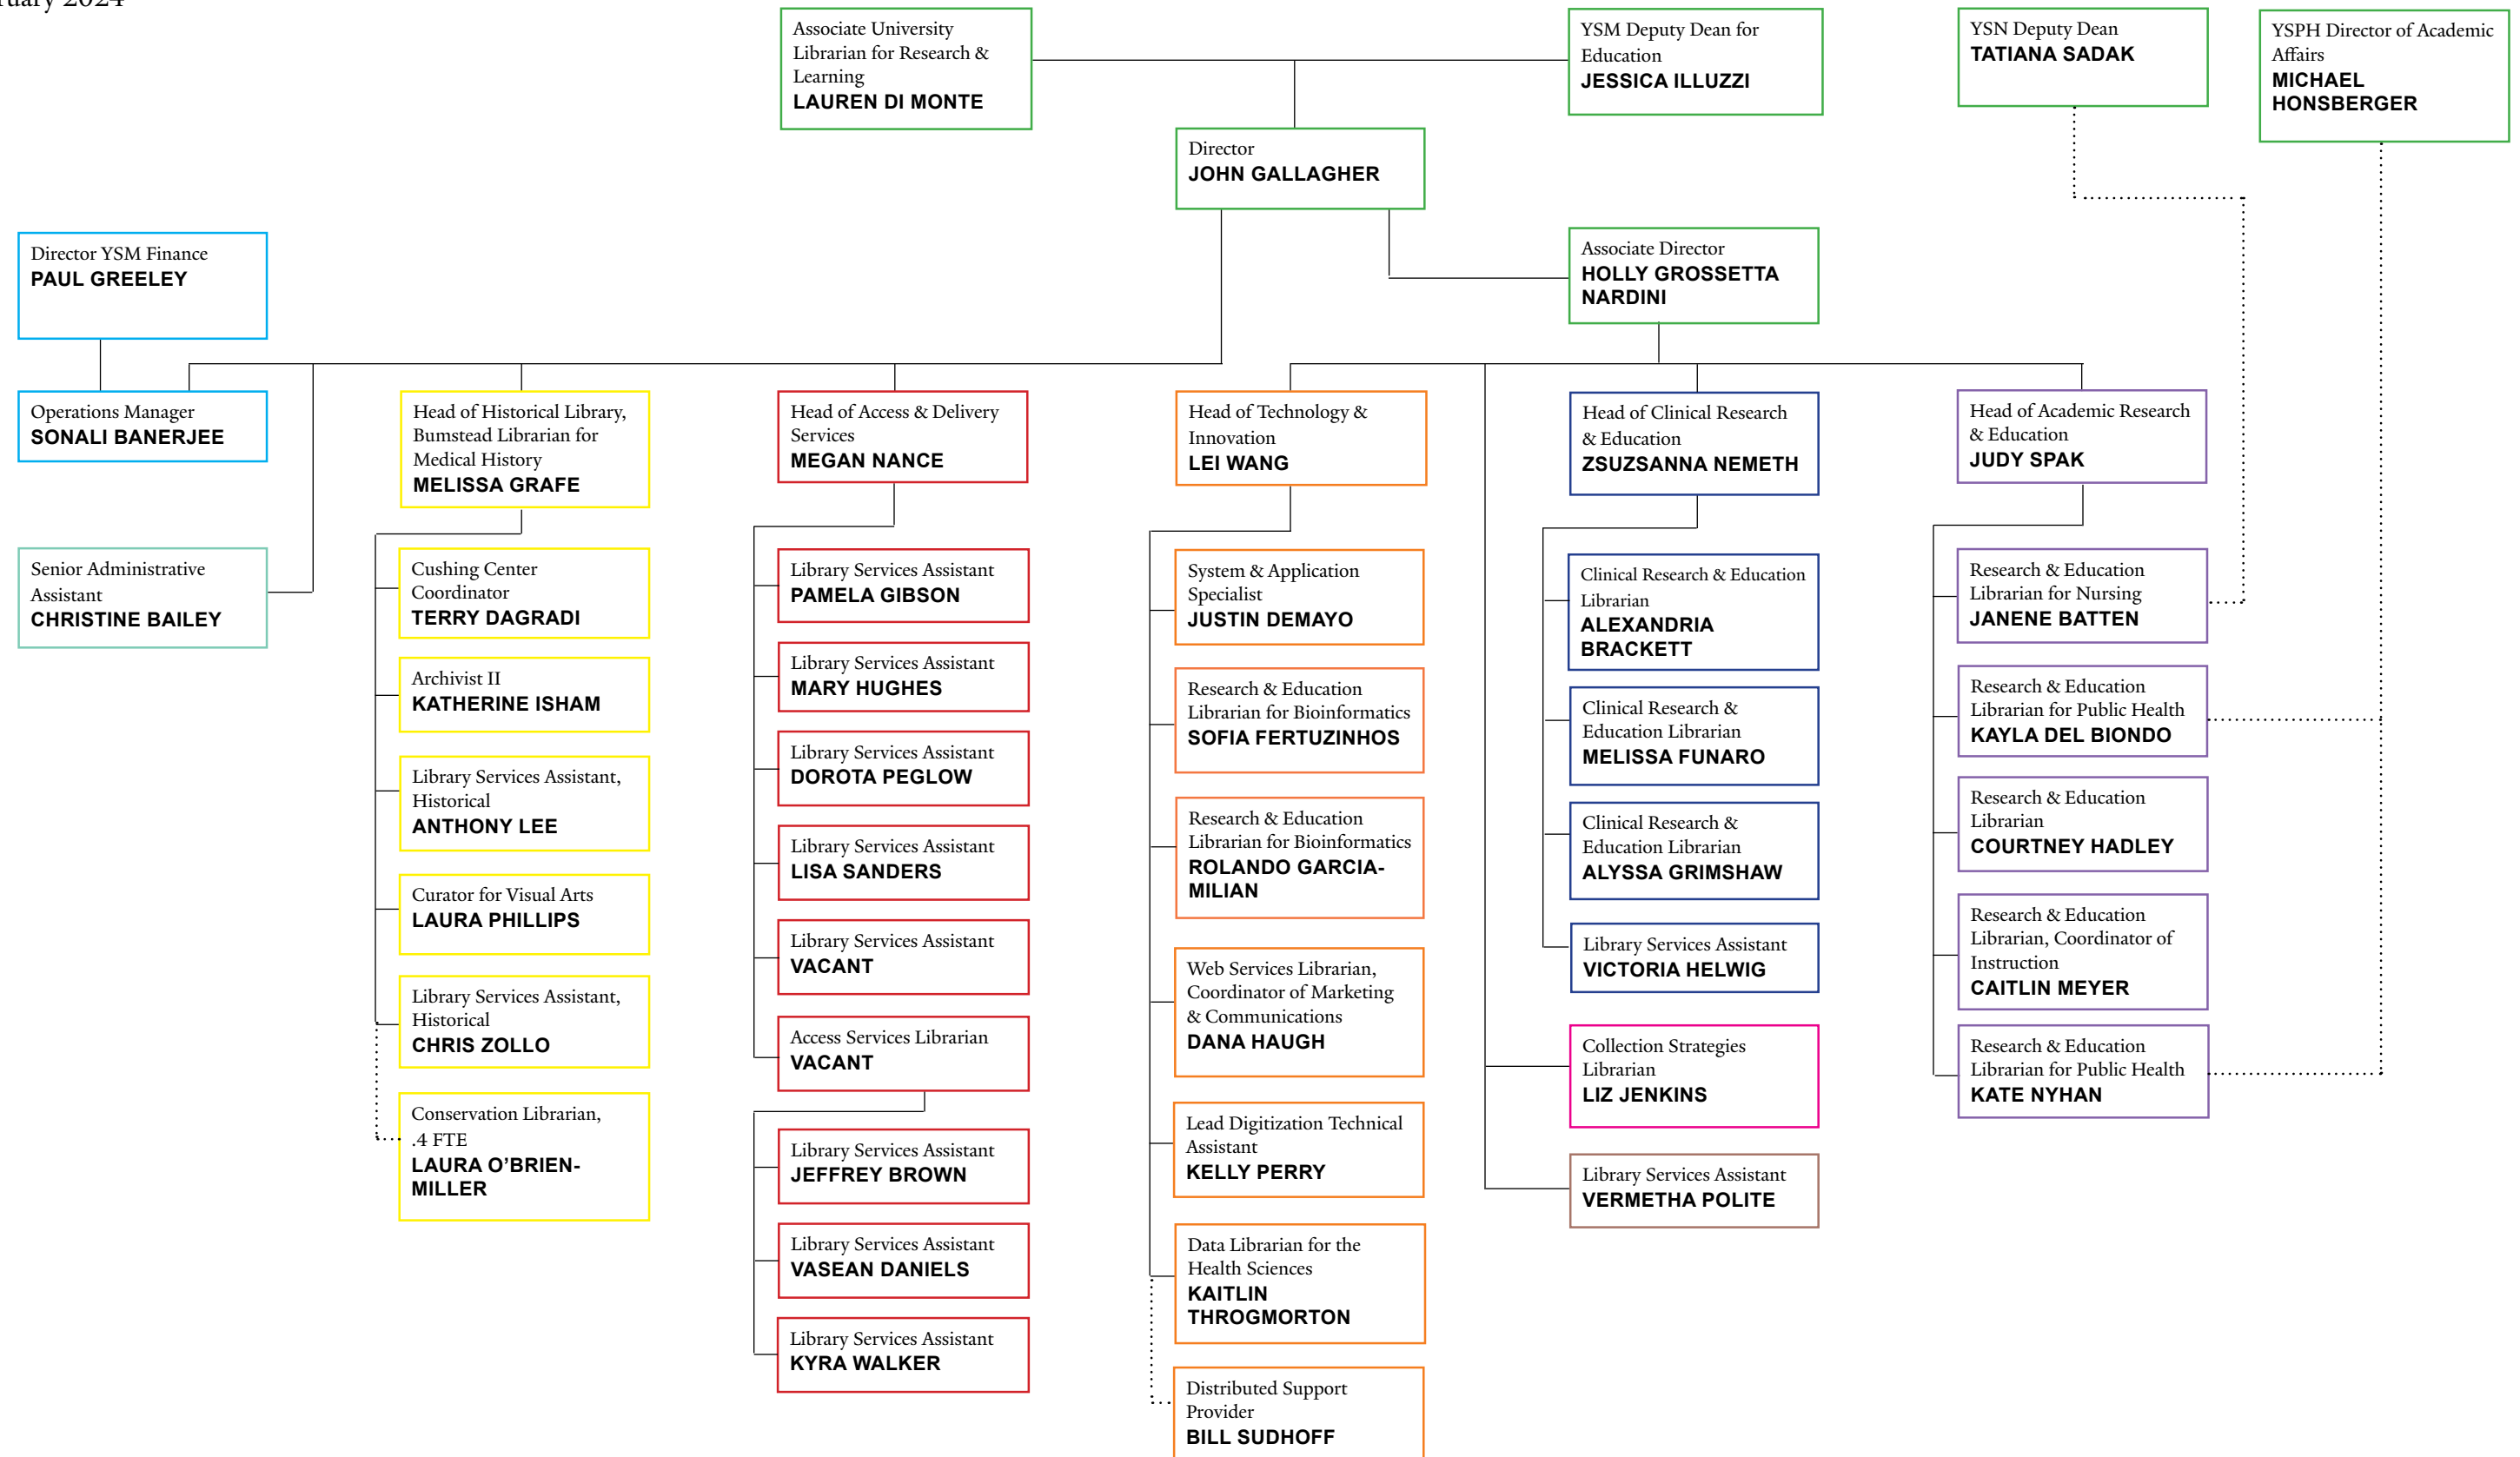 2024
Associate University
Librarian for Research &
Learning
LAUREN DI MONTE
YSM Deputy Dean for
Education
JESSICA ILLUZZI
YSN Deputy Dean
TATIANA SADAK
YSPH Director of Academic
Affairs
MICHAEL
HONSBERGER
Director
JOHN GALLAGHER
Director YSM Finance
PAUL GREELEY
Associate Director
HOLLY GROSSETTA
NARDINI
Operations Manager
SONALI BANERJEE
Senior Administrative
Assistant
CHRISTINE BAILEY
Head of Historical Library,
Bumstead Librarian for
Medical History
MELISSA GRAFE
Cushing Center
Coordinator
TERRY DAGRADI
Archivist II
KATHERINE ISHAM
Library Services Assistant,
Historical
ANTHONY LEE
Curator for Visual Arts
LAURA PHILLIPS
Library Services Assistant,
Historical
CHRIS ZOLLO
Conservation Librarian,
.4 FTE
LAURA O’BRIEN-
MILLER
Head of Access & Delivery
Services
MEGAN NANCE
Library Services Assistant
PAMELA GIBSON
Library Services Assistant
MARY HUGHES
Library Services Assistant
DOROTA PEGLOW
Library Services Assistant
LISA SANDERS
Library Services Assistant
VACANT
Access Services Librarian
VACANT
Library Services Assistant
JEFFREY BROWN
Library Services Assistant
VASEAN DANIELS
Library Services Assistant
KYRA WALKER
Head of Technology &
Innovation
LEI WANG
System & Application
Specialist
JUSTIN DEMAYO
Research & Education
Librarian for Bioinformatics
SOFIA FERTUZINHOS
Research & Education
Librarian for Bioinformatics
ROLANDO GARCIA-
MILIAN
Web Services Librarian,
Coordinator of Marketing
& Communications
DANA HAUGH
Lead Digitization Technical
Assistant
KELLY PERRY
Data Librarian for the
Health Sciences
KAITLIN
THROGMORTON
Distributed Support
Provider
BILL SUDHOFF
Head of Clinical Research
& Education
ZSUZSANNA NEMETH
Clinical Research & Education
Librarian
ALEXANDRIA
BRACKETT
Clinical Research &
Education Librarian
MELISSA FUNARO
Clinical Research &
Education Librarian
ALYSSA GRIMSHAW
Library Services Assistant
VICTORIA HELWIG
Collection Strategies
Librarian
LIZ JENKINS
Library Services Assistant
VERMETHA POLITE
Head of Academic Research
& Education
JUDY SPAK
Research & Education
Librarian for Nursing
JANENE BATTEN
Research & Education
Librarian for Public Health
KAYLA DEL BIONDO
Research & Education
Librarian
COURTNEY HADLEY
Research & Education
Librarian, Coordinator of
Instruction
CAITLIN MEYER
Research & Education
Librarian for Public Health
KATE NYHAN